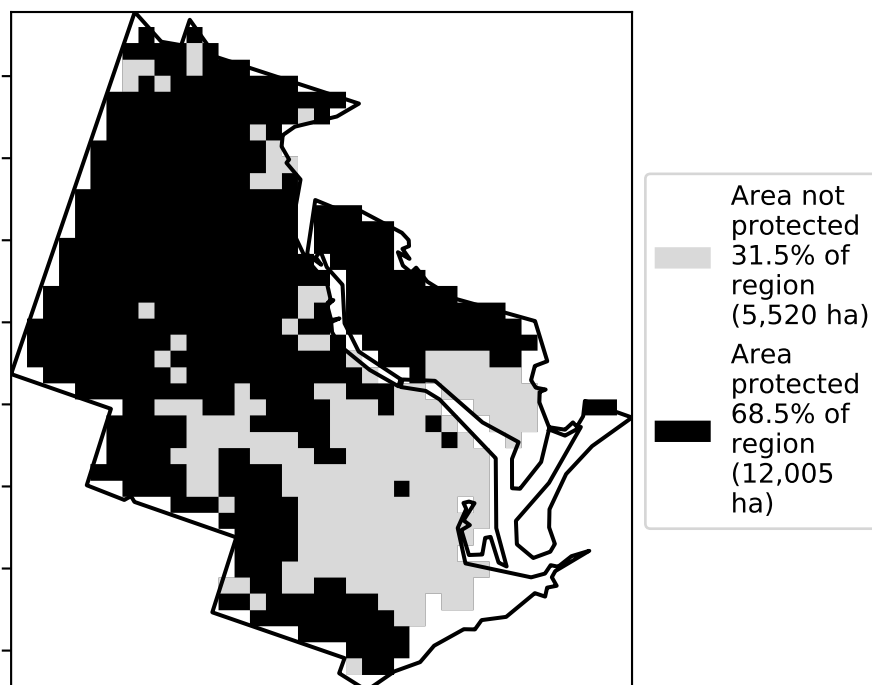 Area not
protected
31.5% of
region
(5,520 ha)
Area
protected
68.5% of
region
(12,005
ha)